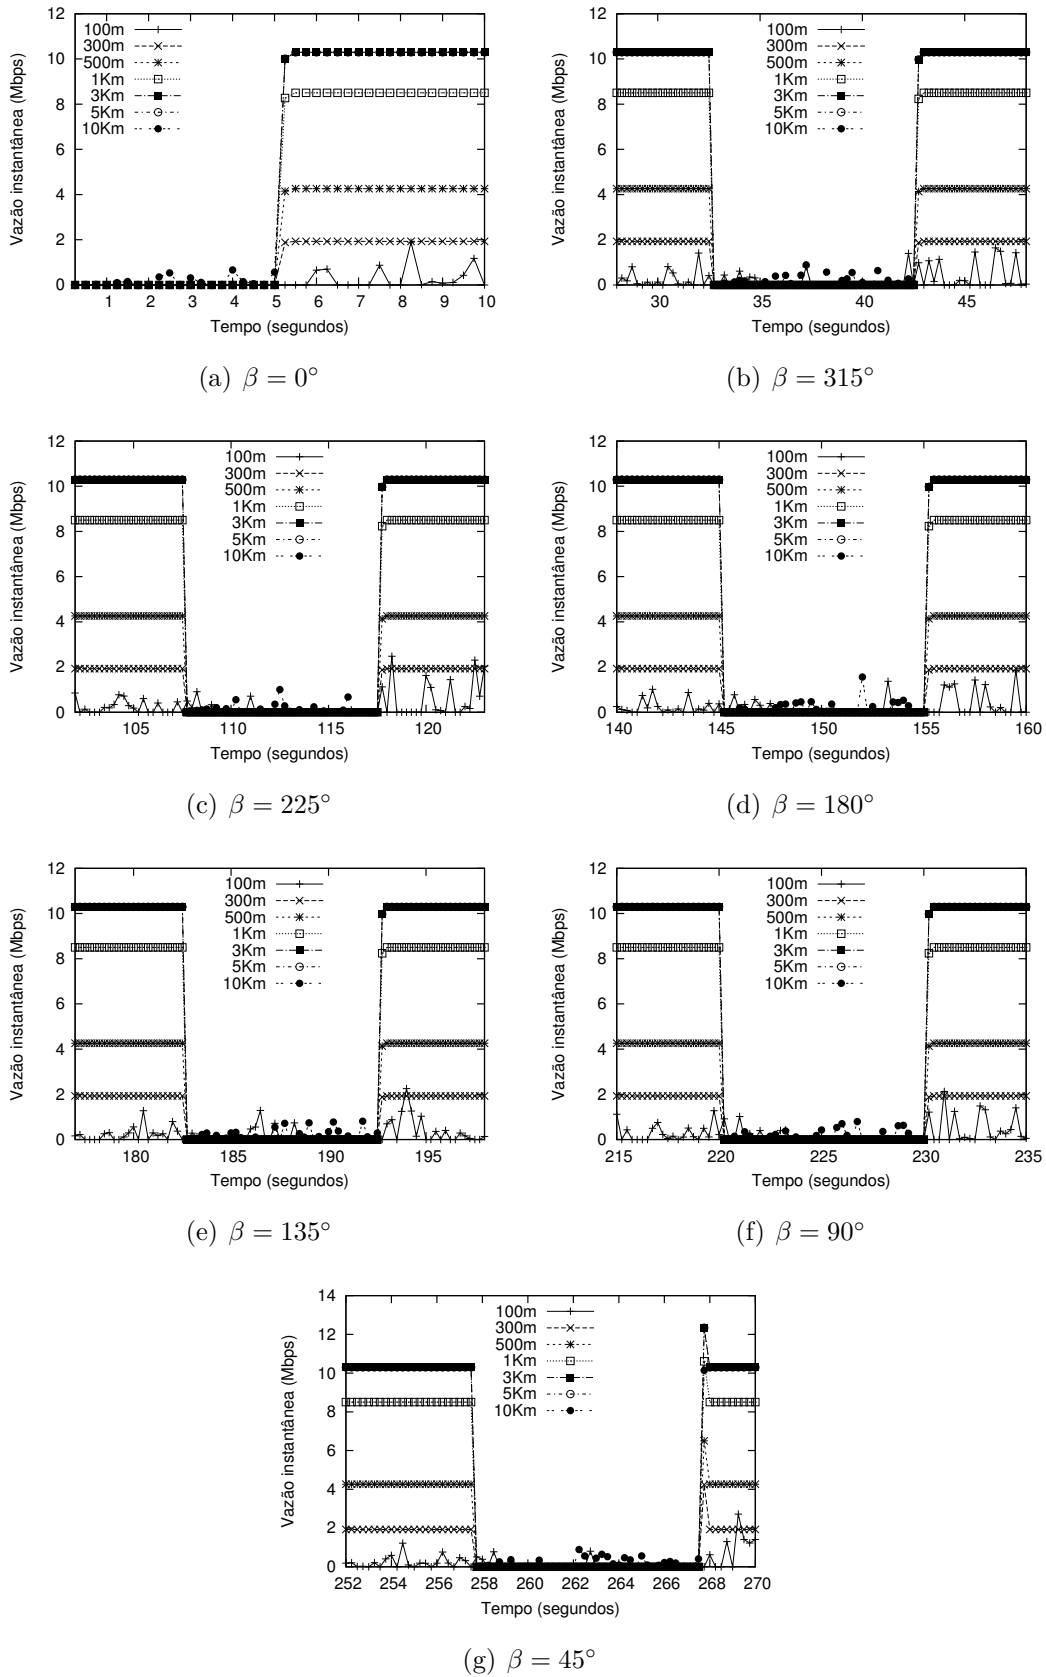 12
10
8
6
4
2
0
Vazão instantânea (Mbps)
100m
300m
500m
1Km
3Km
5Km
10Km
1 2 3 4 5 6 7 8 9 10
Tempo (segundos)
(a) β = 0°
12
10
8
6
4
2
0
Vazão instantânea (Mbps)
100m
300m
500m
1Km
3Km
5Km
10Km
30 35 40 45
Tempo (segundos)
(b) β = 315°
12
10
8
6
4
2
0
Vazão instantânea (Mbps)
100m
300m
500m
1Km
3Km
5Km
10Km
105 110 115 120
Tempo (segundos)
(c) β = 225°
12
10
8
6
4
2
0
Vazão instantânea (Mbps)
100m
300m
500m
1Km
3Km
5Km
10Km
140 145 150 155 160
Tempo (segundos)
(d) β = 180°
12
10
8
6
4
2
0
Vazão instantânea (Mbps)
100m
300m
500m
1Km
3Km
5Km
10Km
180 185 190 195
Tempo (segundos)
(e) β = 135°
12
10
8
6
4
2
0
Vazão instantânea (Mbps)
100m
300m
500m
1Km
3Km
5Km
10Km
215 220 225 230 235
Tempo (segundos)
(f) β = 90°
14
12
10
8
6
4
2
0
Vazão instantânea (Mbps)
100m
300m
500m
1Km
3Km
5Km
10Km
252 254 256 258 260 262 264 266 268 270
Tempo (segundos)
(g) β = 45°